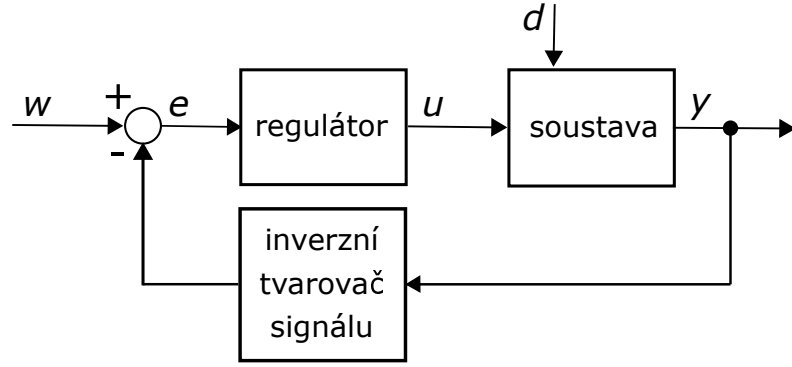 d
w
+
e
regulátor
u
soustava
y
-
inverzní
tvarovač
signálu